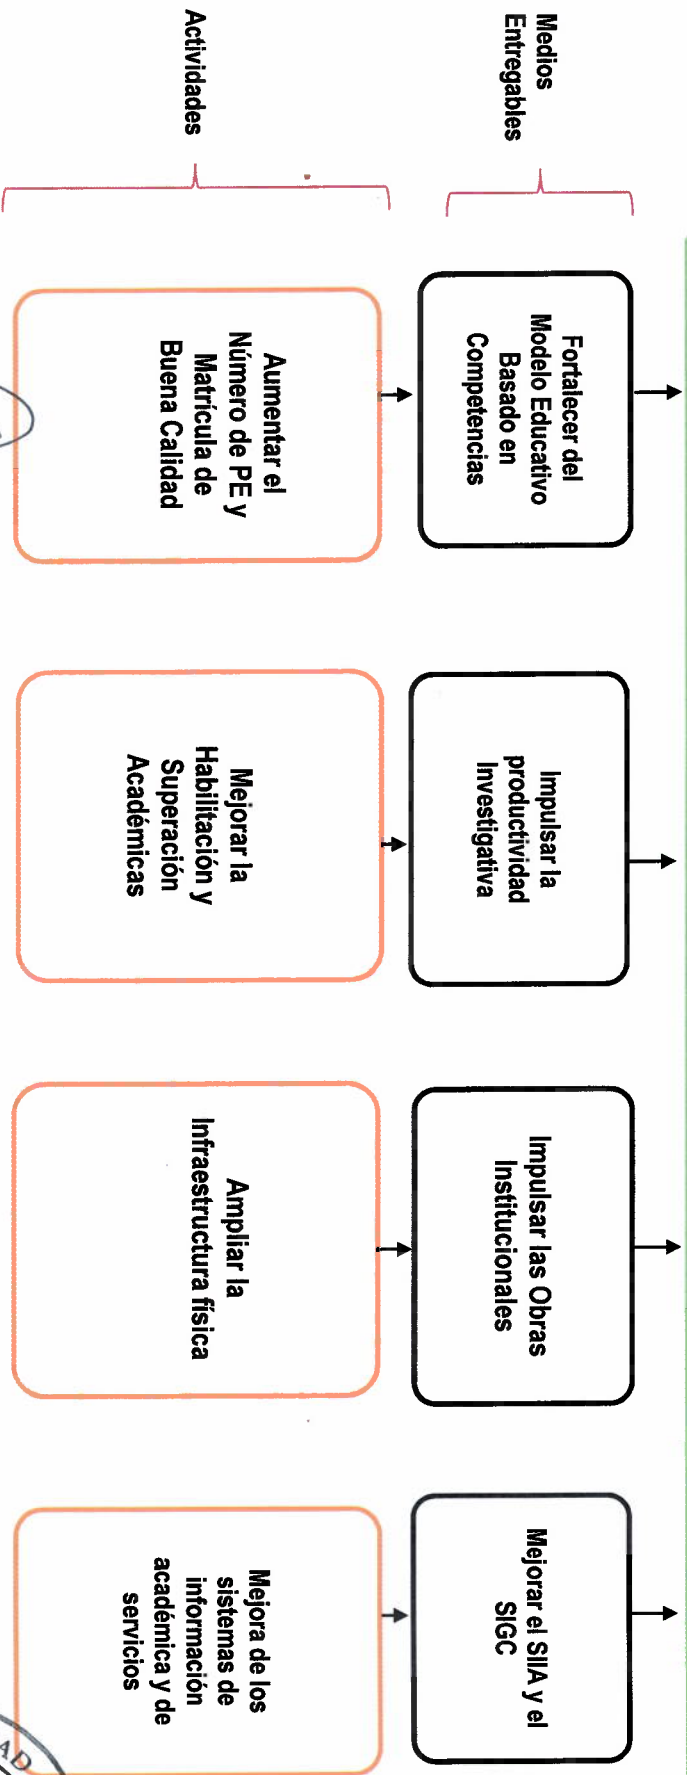 Medios
Entregables
Fortalecer del
Modelo Educativo
Basado en
Competencias
Impulsar la
productividad
Investigativa
Impulsar las Obras
Institucionales
Mejorar el SIIA y el
SIGC
Actividades
Aumentar el
Número de PE y
Matrícula de
Buena Calidad
Mejorar la
Habilitación y
Superación
Académicas
Ampliar la
Infraestructura física
Mejora de los
sistemas de
información
académica y de
servicios
AD